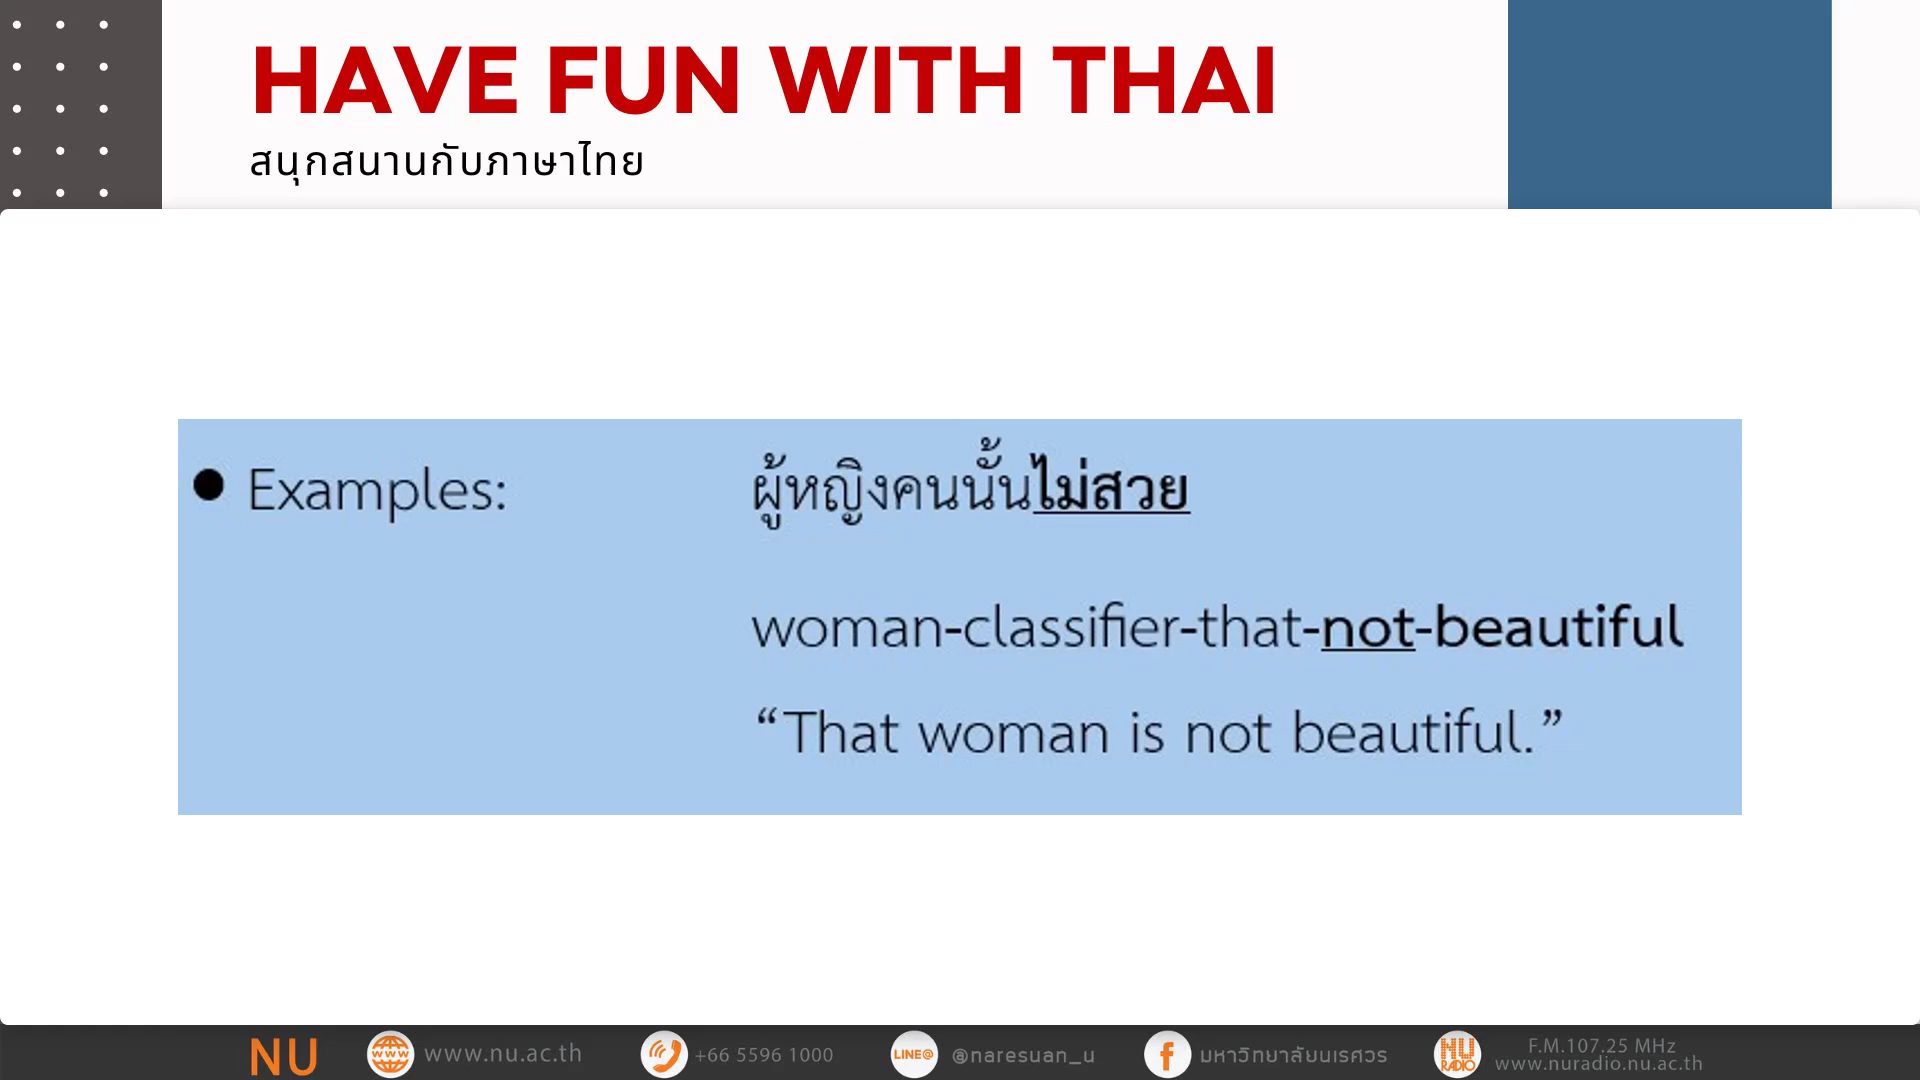 HAVE FUN WITH THAI
สนุกสนานกับภาษาไทย
● Examples: ผู้หญิงคนนั้นไม่สวย
woman-classifier-that-not-beautiful
“That woman is not beautiful.”
NU www www.nu.ac.th +66 5596 1000 LINE@ @naresuan_u f มหาวิทยาลัยนเรศวร NU RADIO F.M.107.25 MHz
www.nuradio.nu.ac.th